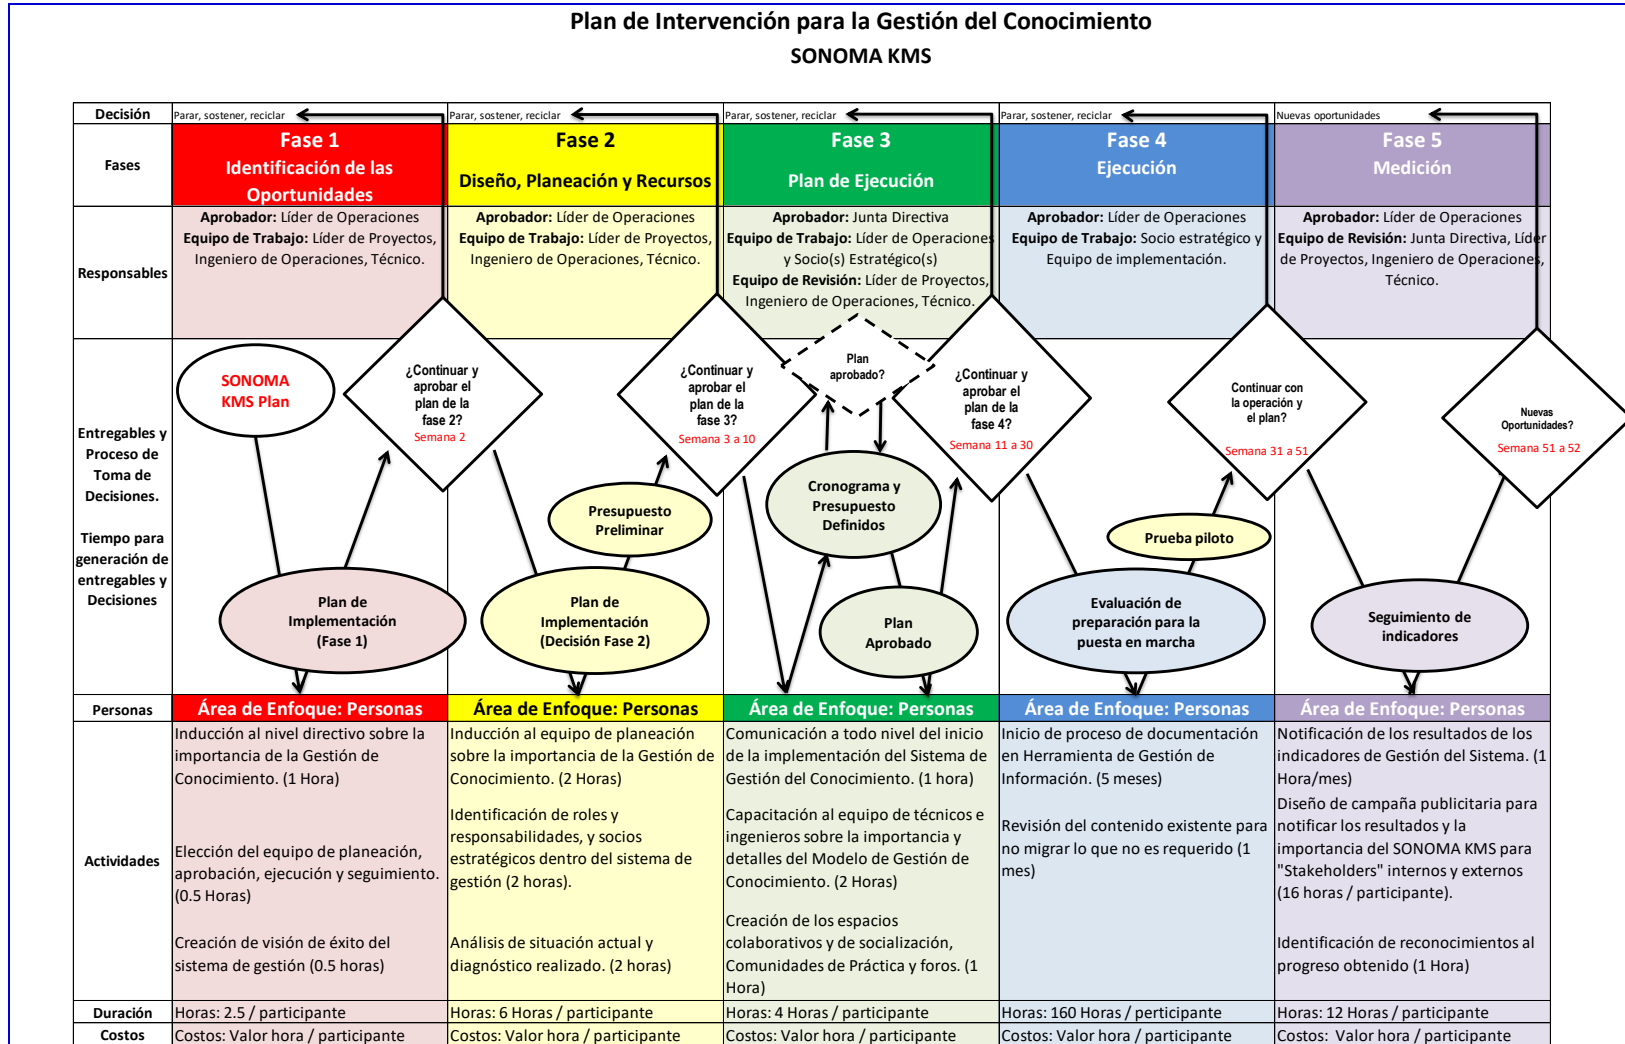 Plan de Intervención para la Gestión del Conocimiento
SONOMA KMS
Decisión
Parar, sostener, reciclar
Parar, sostener, reciclar
Parar, sostener, reciclar
Parar, sostener, reciclar
Nuevas oportunidades
Fases
Fase 1
Identificación de las
Oportunidades
Fase 2
Diseño, Planeación y Recursos
Fase 3
Plan de Ejecución
Fase 4
Ejecución
Fase 5
Medición
Responsables
Aprobador: Líder de Operaciones
Equipo de Trabajo: Líder de Proyectos,
Ingeniero de Operaciones, Técnico.
Aprobador: Líder de Operaciones
Equipo de Trabajo: Líder de Proyectos,
Ingeniero de Operaciones, Técnico.
Aprobador: Junta Directiva
Equipo de Trabajo: Líder de Operaciones
y Socio(s) Estratégico(s)
Equipo de Revisión: Líder de Proyectos,
Ingeniero de Operaciones, Técnico.
Aprobador: Líder de Operaciones
Equipo de Trabajo: Socio estratégico y
Equipo de implementación.
Aprobador: Líder de Operaciones
Equipo de Revisión: Junta Directiva, Líder
de Proyectos, Ingeniero de Operaciones,
Técnico.
Entregables y
Proceso de
Toma de
Decisiones.
Tiempo para
generación de
entregables y
Decisiones
SONOMA
KMS Plan
¿Continuar y
aprobar el
plan de la
fase 2?
Semana 2
Plan de
Implementación
(Fase 1)
¿Continuar y
aprobar el
plan de la
fase 3?
Semana 3 a 10
Presupuesto
Preliminar
Plan de
Implementación
(Decisión Fase 2)
Plan
aprobado?
Cronograma y
Presupuesto
Definidos
Plan
Aprobado
¿Continuar y
aprobar el
plan de la
fase 4?
Semana 11 a 30
Continuar con
la operación y
el plan?
Semana 31 a 51
Prueba piloto
Evaluación de
preparación para la
puesta en marcha
Nuevas
Oportunidades?
Semana 51 a 52
Seguimiento de
indicadores
Personas
Área de Enfoque: Personas
Área de Enfoque: Personas
Área de Enfoque: Personas
Área de Enfoque: Personas
Área de Enfoque: Personas
Actividades
Inducción al nivel directivo sobre la
importancia de la Gestión de
Conocimiento. (1 Hora)
Elección del equipo de planeación,
aprobación, ejecución y seguimiento.
(0.5 Horas)
Creación de visión de éxito del
sistema de gestión (0.5 horas)
Inducción al equipo de planeación
sobre la importancia de la Gestión de
Conocimiento. (2 Horas)
Identificación de roles y
responsabilidades, y socios
estratégicos dentro del sistema de
gestión (2 horas).
Análisis de situación actual y
diagnóstico realizado. (2 horas)
Comunicación a todo nivel del inicio
de la implementación del Sistema de
Gestión del Conocimiento. (1 hora)
Capacitación al equipo de técnicos e
ingenieros sobre la importancia y
detalles del Modelo de Gestión de
Conocimiento. (2 Horas)
Creación de los espacios
colaborativos y de socialización,
Comunidades de Práctica y foros. (1
Hora)
Inicio de proceso de documentación
en Herramienta de Gestión de
Información. (5 meses)
Revisión del contenido existente para
no migrar lo que no es requerido (1
mes)
Notificación de los resultados de los
indicadores de Gestión del Sistema. (1
Hora/mes)
Diseño de campaña publicitaria para
notificar los resultados y la
importancia del SONOMA KMS para
"Stakeholders" internos y externos
(16 horas / participante).
Identificación de reconocimientos al
progreso obtenido (1 Hora)
Duración
Horas: 2.5 / participante
Horas: 6 Horas / participante
Horas: 4 Horas / participante
Horas: 160 Horas / perticipante
Horas: 12 Horas / participante
Costos
Costos: Valor hora / participante
Costos: Valor hora / participante
Costos: Valor hora / participante
Costos: Valor hora / participante
Costos: Valor hora / participante